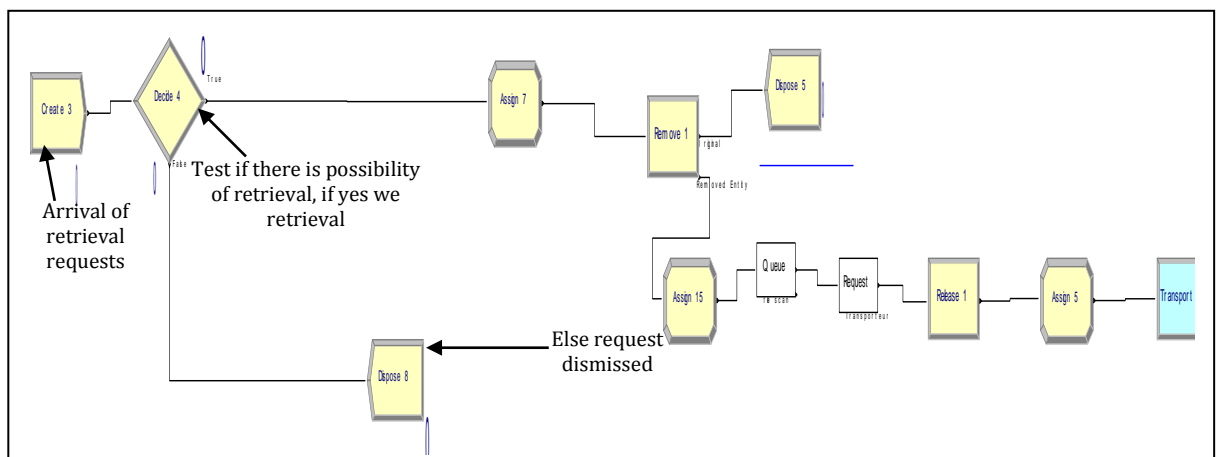 Create 3
Decide 4
True
False
Assign 7
Remove 1
Original
Removed Entity
Dispose 5
Test if there is possibility
of retrieval, if yes we
retrieval
Arrival of
retrieval
requests
Assign 15
Queue
Request
Transporteur
Release 1
Assign 5
Transport
Else request
dismissed
Dispose 8